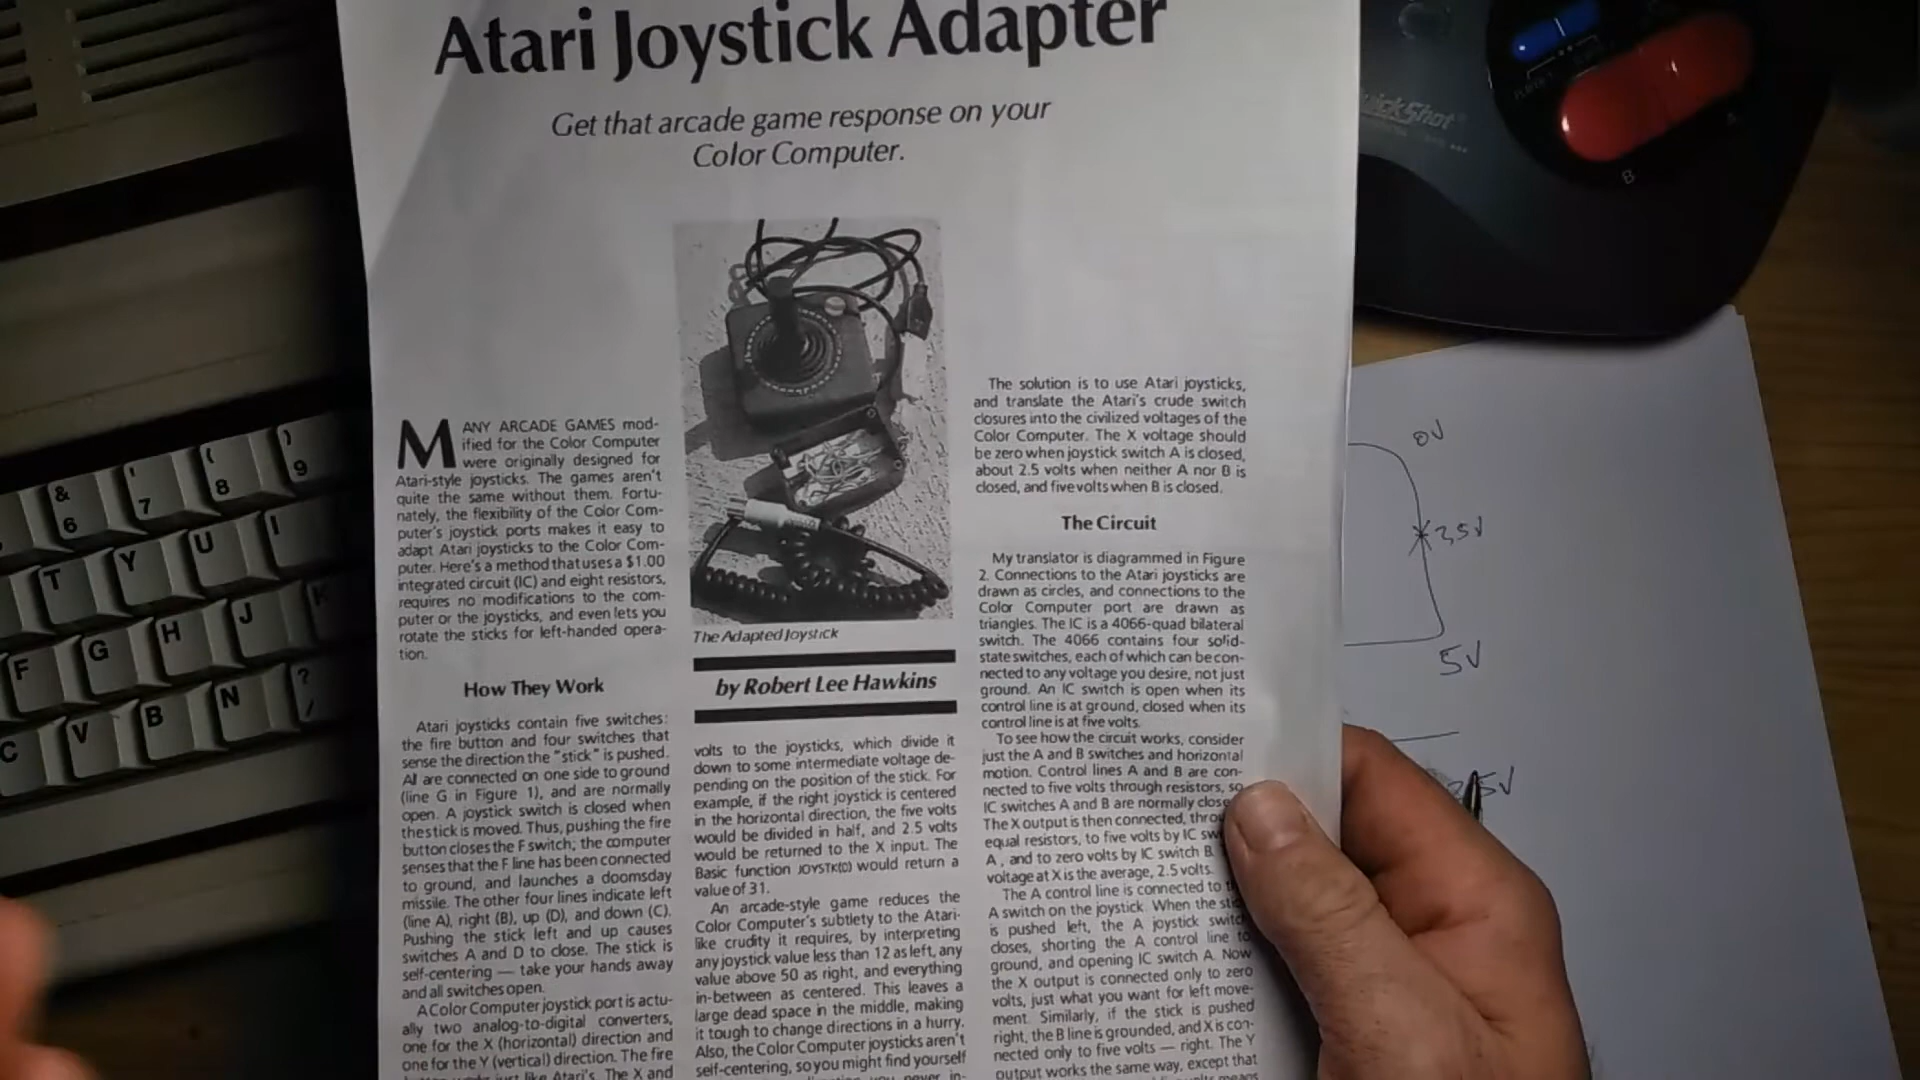 Atari Joystick Adapter
Get that arcade game response on your
Color Computer.
MANY ARCADE GAMES mod-
ified for the Color Computer
were originally designed for
Atari-style joysticks. The games aren't
quite the same without them. Fortu-
nately, the flexibility of the Color Com-
puter's joystick ports makes it easy to
adapt Atari joysticks to the Color Com-
puter. Here's a method that uses a $1.00
integrated circuit (IC) and eight resistors,
requires no modifications to the com-
puter or the joysticks, and even lets you
rotate the sticks for left-handed opera-
tion.
How They Work
Atari joysticks contain five switches:
the fire button and four switches that
sense the direction the "stick" is pushed.
All are connected on one side to ground
(line G in Figure 1), and are normally
open. A joystick switch is closed when
the stick is moved. Thus, pushing the fire
button closes the F switch; the computer
senses that the F line has been connected
to ground, and launches a doomsday
missile. The other four lines indicate left
(line A), right (B), up (D), and down (C).
Pushing the stick left and up causes
switches A and D to close. The stick is
self-centering — take your hands away
and all switches open.
A Color Computer joystick port is actu-
ally two analog-to-digital converters,
one for the X (horizontal) direction and
one for the Y (vertical) direction. The fire
The X and
The Adapted Joystick
by Robert Lee Hawkins
volts to the joysticks, which divide it
down to some intermediate voltage de-
pending on the position of the stick. For
example, if the right joystick is centered
in the horizontal direction, the five volts
would be divided in half, and 2.5 volts
would be returned to the X input. The
Basic function JOYSTK(0) would return a
value of 31.
An arcade-style game reduces the
Color Computer's subtlety to the Atari-
like crudity it requires, by interpreting
any joystick value less than 12 as left, any
value above 50 as right, and everything
in-between as centered. This leaves a
large dead space in the middle, making
it tough to change directions in a hurry.
Also, the Color Computer joysticks aren't
self-centering, so you might find yourself
The solution is to use Atari joysticks,
and translate the Atari's crude switch
closures into the civilized voltages of the
Color Computer. The X voltage should
be zero when joystick switch A is closed,
about 2.5 volts when neither A nor B is
closed, and five volts when B is closed.
The Circuit
My translator is diagrammed in Figure
2. Connections to the Atari joysticks are
drawn as circles, and connections to the
Color Computer port are drawn as
triangles. The IC is a 4066-quad bilateral
switch. The 4066 contains four solid-
state switches, each of which can be con-
nected to any voltage you desire, not just
ground. An IC switch is open when its
control line is at ground, closed when its
control line is at five volts.
To see how the circuit works, consider
just the A and B switches and horizontal
motion. Control lines A and B are con-
nected to five volts through resistors, so
IC switches A and B are normally close
The X output is then connected, throu
equal resistors, to five volts by IC sw
A, and to zero volts by IC switch B.
voltage at X is the average, 2.5 volts.
The A control line is connected to
A switch on the joystick. When the stic
is pushed left, the A joystick switc
closes, shorting the A control line to
ground, and opening IC switch A. Now
the X output is connected only to zero
volts, just what you want for left move-
ment. Similarly, if the stick is pushed
right, the B line is grounded, and X is con-
nected only to five volts — right. The Y
output works the same way, except that
QuickShot
B
0V
5V
& 6
' 7
( 8
) 9
T Y U I
F G H J K
C V B N ? /